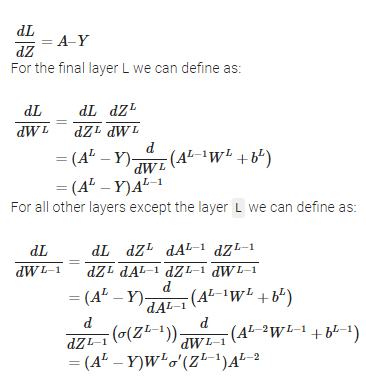 dL/dZ = A–Y
For the final layer L we can define as:
dL/dW^L = dL/dZ^L dZ^L/dW^L
= (A^L – Y) d/dW^L (A^{L–1}W^L + b^L)
= (A^L – Y)A^{L–1}
For all other layers except the layer L we can define as:
dL/dW^{L–1} = dL/dZ^L dZ^L/dA^{L–1} dA^{L–1}/dZ^{L–1} dZ^{L–1}/dW^{L–1}
= (A^L – Y) d/dA^{L–1} (A^{L–1}W^L + b^L)
d/dZ^{L–1} (σ(Z^{L–1})) d/dW^{L–1} (A^{L–2}W^{L–1} + b^{L–1})
= (A^L – Y)W^Lσ'(Z^{L–1})A^{L–2}